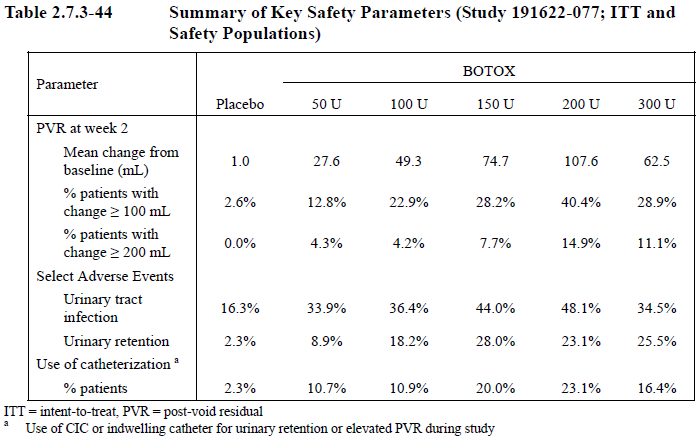 Table 2.7.3-44 Summary of Key Safety Parameters (Study 191622-077; ITT and
Safety Populations)
Parameter
BOTOX
Placebo 50 U 100 U 150 U 200 U 300 U
PVR at week 2
Mean change from
baseline (mL) 1.0 27.6 49.3 74.7 107.6 62.5
% patients with
change ≥ 100 mL 2.6% 12.8% 22.9% 28.2% 40.4% 28.9%
% patients with
change ≥ 200 mL 0.0% 4.3% 4.2% 7.7% 14.9% 11.1%
Select Adverse Events
Urinary tract
infection 16.3% 33.9% 36.4% 44.0% 48.1% 34.5%
Urinary retention 2.3% 8.9% 18.2% 28.0% 23.1% 25.5%
Use of catheterization a
% patients 2.3% 10.7% 10.9% 20.0% 23.1% 16.4%
ITT = intent-to-treat, PVR = post-void residual
a Use of CIC or indwelling catheter for urinary retention or elevated PVR during study